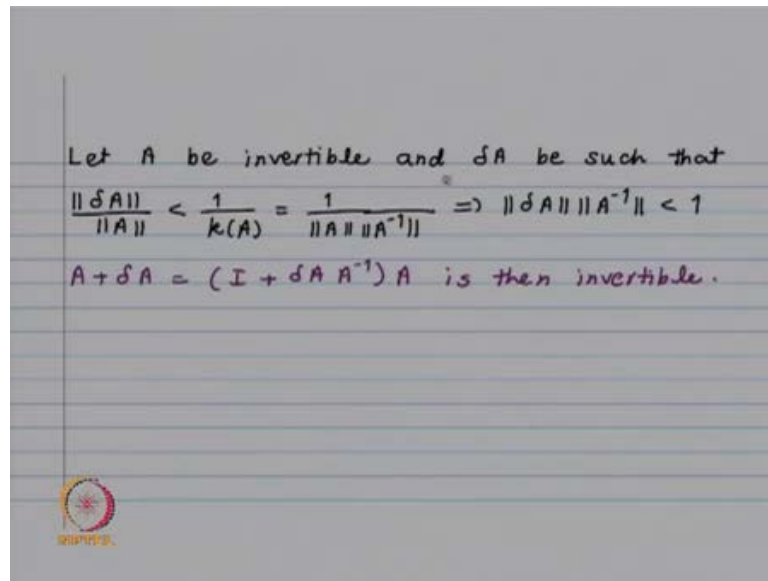 Let A be invertible and δA be such that
||δA|| / ||A|| < 1 / k(A) = 1 / (||A|| ||A⁻¹||) => ||δA|| ||A⁻¹|| < 1
A + δA = (I + δA A⁻¹) A is then invertible.
NPTEL